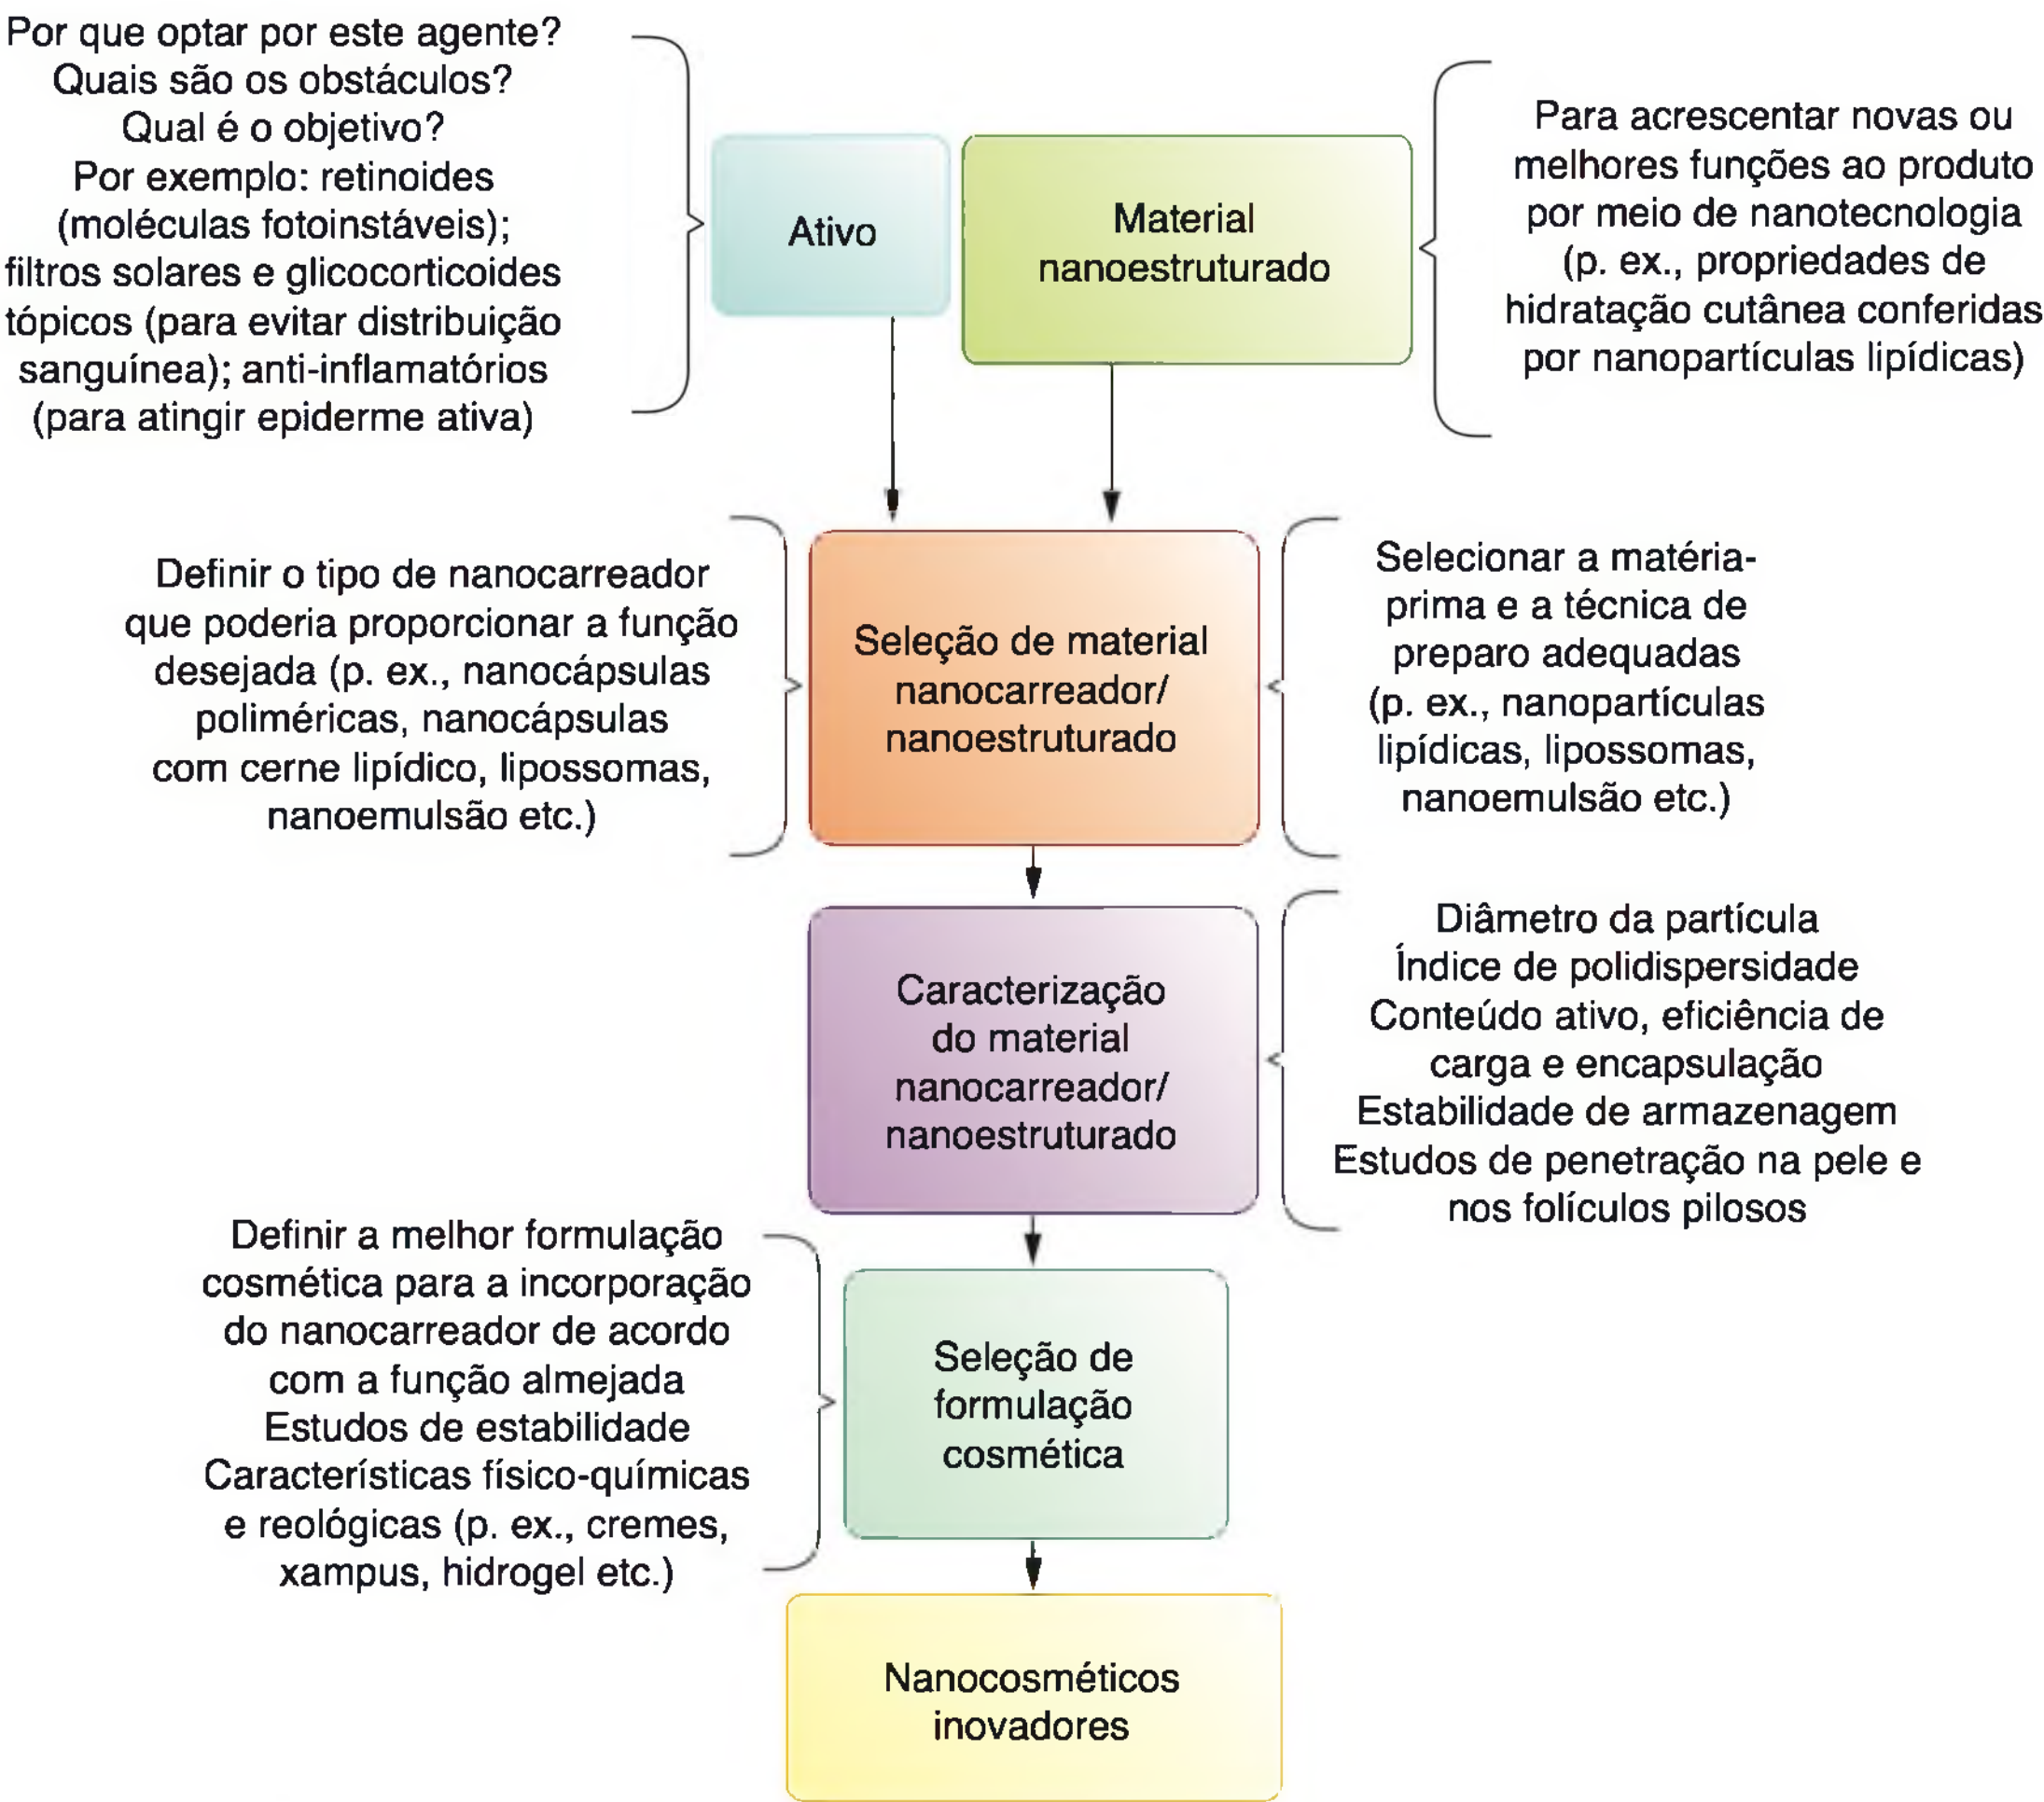 Por que optar por este agente?
Quais são os obstáculos?
Qual é o objetivo?
Por exemplo: retinoides
(moléculas fotoinstáveis);
filtros solares e glicocorticoides
tópicos (para evitar distribuição
sanguínea); anti-inflamatórios
(para atingir epiderme ativa)
Ativo
Material
nanoestruturado
Para acrescentar novas ou
melhores funções ao produto
por meio de nanotecnologia
(p. ex., propriedades de
hidratação cutânea conferidas
por nanopartículas lipídicas)
Definir o tipo de nanocarreador
que poderia proporcionar a função
desejada (p. ex., nanocápsulas
poliméricas, nanocápsulas
com cerne lipídico, lipossomas,
nanoemulsão etc.)
Seleção de material
nanocarreador/
nanoestruturado
Selecionar a matéria-
prima e a técnica de
preparo adequadas
(p. ex., nanopartículas
lipídicas, lipossomas,
nanoemulsão etc.)
Caracterização
do material
nanocarreador/
nanoestruturado
Diâmetro da partícula
Índice de polidispersidade
Conteúdo ativo, eficiência de
carga e encapsulação
Estabilidade de armazenagem
Estudos de penetração na pele e
nos folículos pilosos
Definir a melhor formulação
cosmética para a incorporação
do nanocarreador de acordo
com a função almejada
Estudos de estabilidade
Características físico-químicas
e reológicas (p. ex., cremes,
xampus, hidrogel etc.)
Seleção de
formulação
cosmética
Nanocosméticos
inovadores